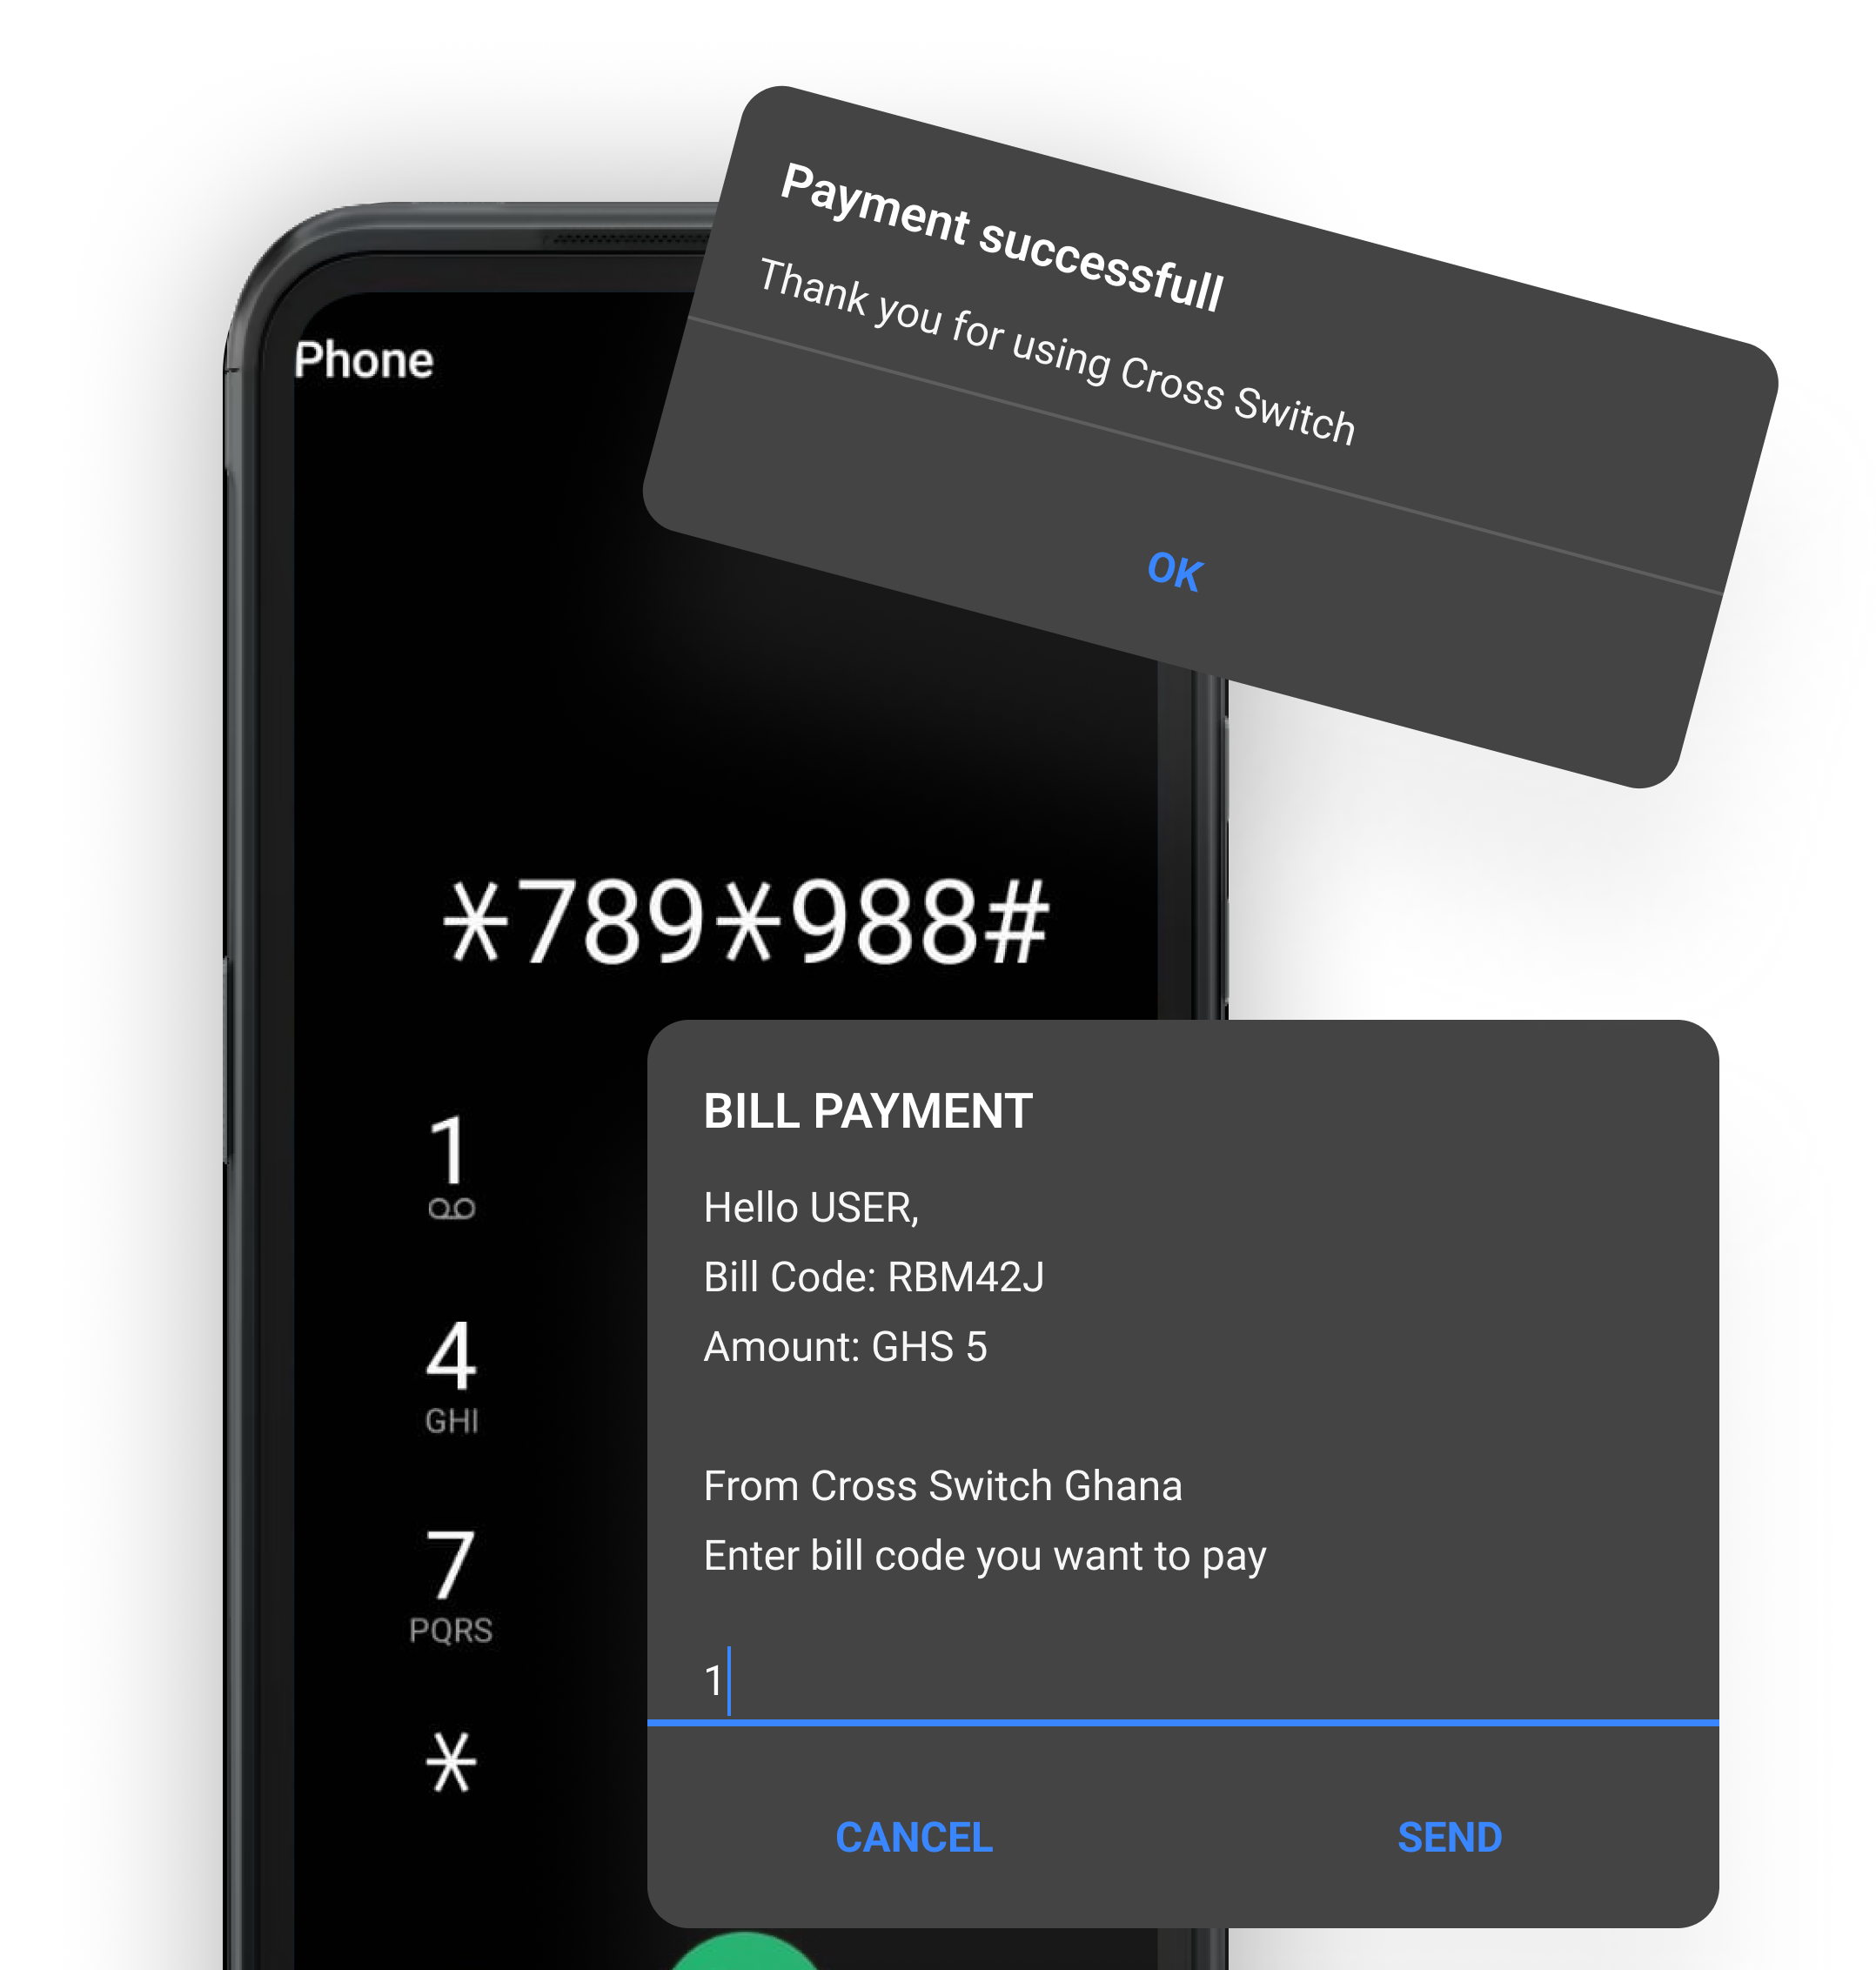 Payment successfull
Thank you for using Cross Switch
OK
Phone
*789*988#
1
4
GHI
7
PQRS
*
BILL PAYMENT
Hello USER,
Bill Code: RBM42J
Amount: GHS 5
From Cross Switch Ghana
Enter bill code you want to pay
1
CANCEL SEND